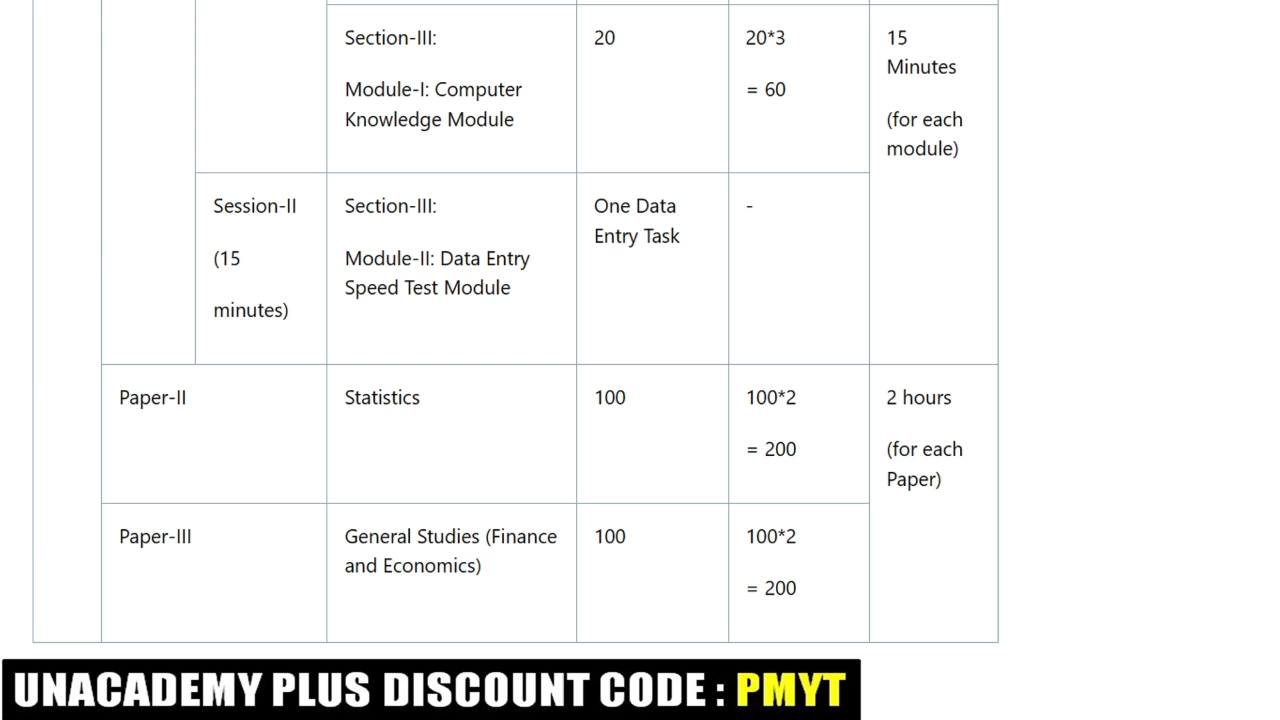 Section-III:
20
20*3
15
Minutes
Module-I: Computer
Knowledge Module
= 60
(for each
module)
Session-II
(15
minutes)
Section-III:
Module-II: Data Entry
Speed Test Module
One Data
Entry Task
-
Paper-II
Statistics
100
100*2
= 200
2 hours
(for each
Paper)
Paper-III
General Studies (Finance
and Economics)
100
100*2
= 200
UNACADEMY PLUS DISCOUNT CODE : PMYT